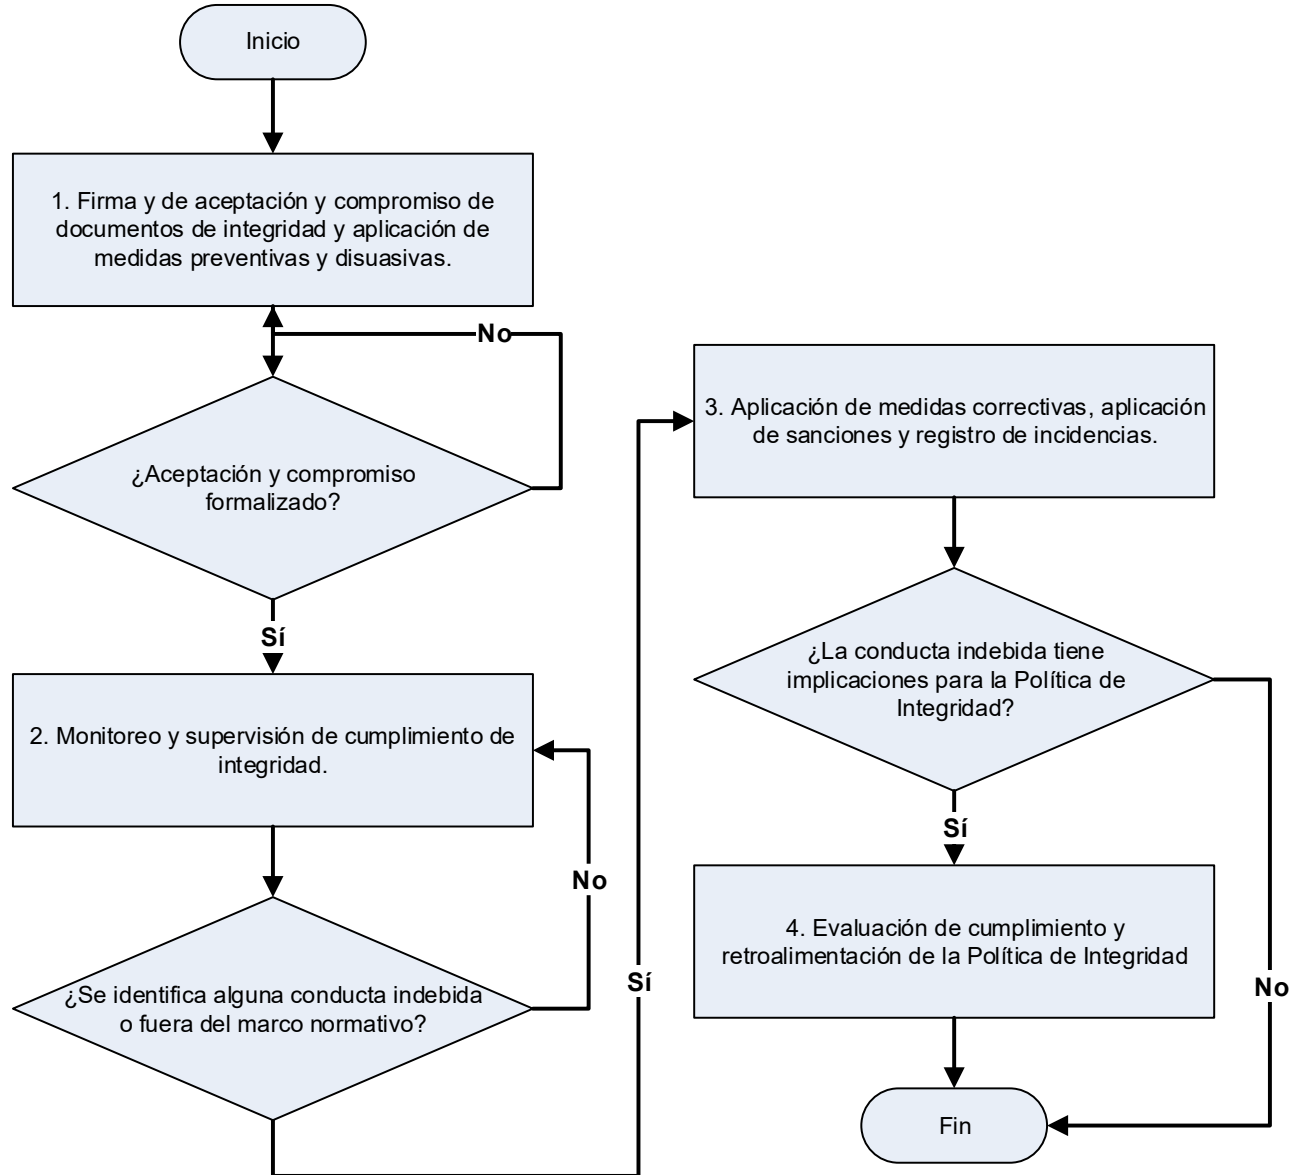 Inicio
1. Firma y de aceptación y compromiso de
documentos de integridad y aplicación de
medidas preventivas y disuasivas.
No
¿Aceptación y compromiso
formalizado?
Sí
2. Monitoreo y supervisión de cumplimiento de
integridad.
No
¿Se identifica alguna conducta indebida
o fuera del marco normativo?
Sí
3. Aplicación de medidas correctivas, aplicación
de sanciones y registro de incidencias.
¿La conducta indebida tiene
implicaciones para la Política de
Integridad?
Sí
No
4. Evaluación de cumplimiento y
retroalimentación de la Política de Integridad
Fin